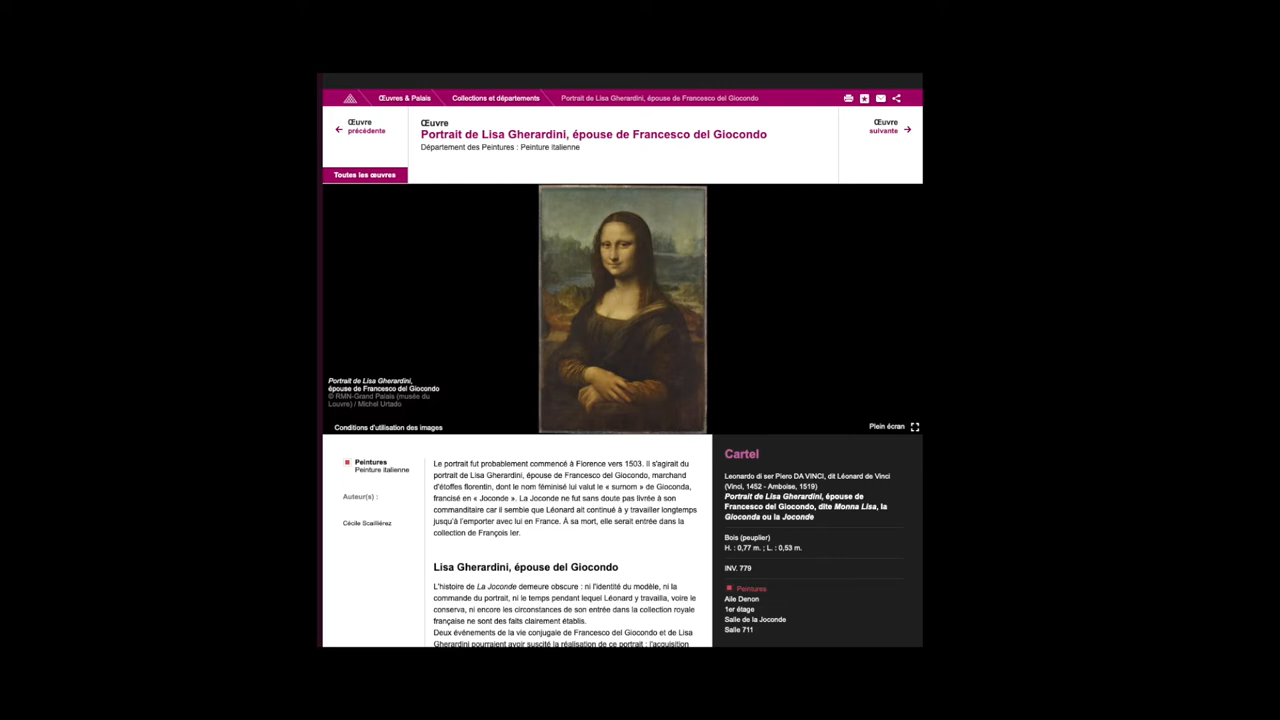 Œuvres & Palais
Collections et départements
Portrait de Lisa Gherardini, épouse de Francesco del Giocondo
Œuvre
précédente
Œuvre
Portrait de Lisa Gherardini, épouse de Francesco del Giocondo
Département des Peintures : Peinture italienne
Œuvre
suivante
Toutes les œuvres
Portrait de Lisa Gherardini,
épouse de Francesco del Giocondo
© RMN-Grand Palais (musée du
Louvre) / Michel Urtado
Conditions d'utilisation des images
Plein écran
Peintures
Peinture italienne
Auteur(s) :
Cécile Scailliérez
Le portrait fut probablement commencé à Florence vers 1503. Il s'agirait du
portrait de Lisa Gherardini, épouse de Francesco del Giocondo, marchand
d'étoffes florentin, dont le nom féminisé lui valut le « surnom » de Gioconda,
francisé en « Joconde ». La Joconde ne fut sans doute pas livrée à son
commanditaire car il semble que Léonard ait continué à y travailler longtemps
jusqu'à l'emporter avec lui en France. À sa mort, elle serait entrée dans la
collection de François Ier.
Lisa Gherardini, épouse del Giocondo
L'histoire de La Joconde demeure obscure : ni l'identité du modèle, ni la
commande du portrait, ni le temps pendant lequel Léonard y travailla, voire le
conserva, ni encore les circonstances de son entrée dans la collection royale
française ne sont des faits clairement établis.
Deux événements de la vie conjugale de Francesco del Giocondo et de Lisa
Gherardini pourraient avoir suscité la réalisation de ce portrait : l'acquisition
Cartel
Leonardo di ser Piero DA VINCI, dit Léonard de Vinci
(Vinci, 1452 - Amboise, 1519)
Portrait de Lisa Gherardini, épouse de
Francesco del Giocondo, dite Monna Lisa, la
Gioconda ou la Joconde
Bois (peuplier)
H. : 0,77 m. ; L. : 0,53 m.
INV. 779
Peintures
Aile Denon
1er étage
Salle de la Joconde
Salle 711